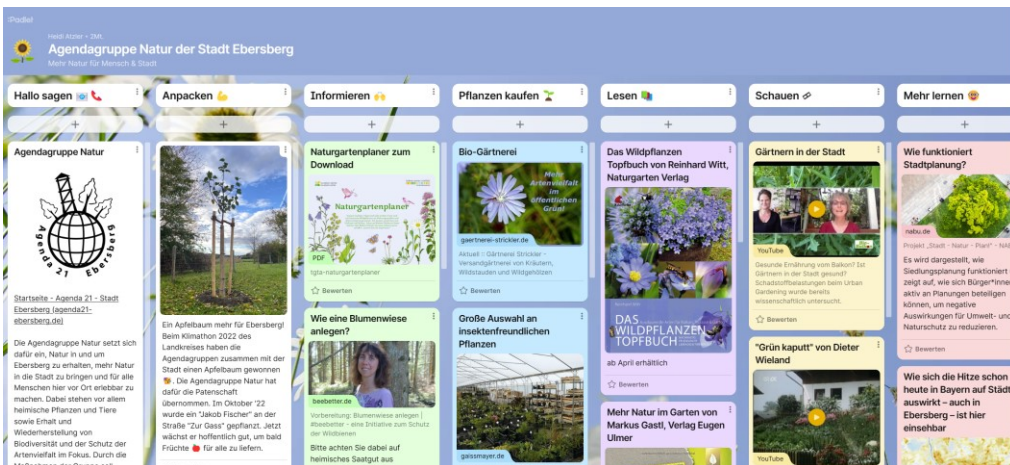 :Padlet
Heidi Atzler • 2Mt.
Agendagruppe Natur der Stadt Ebersberg
Mehr Natur für Mensch & Stadt
Hallo sagen
Agendagruppe Natur
Agenda 21 Ebersberg
Startseite - Agenda 21 - Stadt
Ebersberg (agenda21-
ebersberg.de)
Die Agendagruppe Natur setzt sich
dafür ein, Natur in und um
Ebersberg zu erhalten, mehr Natur
in die Stadt zu bringen und für alle
Menschen hier vor Ort erlebbar zu
machen. Dabei stehen vor allem
heimische Pflanzen und Tiere
sowie Erhalt und
Wiederherstellung von
Biodiversität und der Schutz der
Artenvielfalt im Fokus. Durch die
Anpacken
Ein Apfelbaum mehr für Ebersberg!
Beim Klimathon 2022 des
Landkreises haben die
Agendagruppen zusammen mit der
Stadt einen Apfelbaum gewonnen
. Die Agendagruppe Natur hat
dafür die Patenschaft
übernommen. Im Oktober '22
wurde ein "Jakob Fischer" an der
Straße "Zur Gass" gepflanzt. Jetzt
wächst er hoffentlich gut, um bald
Früchte 🍎 für alle zu liefern.
Informieren
Naturgartenplaner zum
Download
Naturgartenplaner
PDF
tgta-naturgartenplaner
Bewerten
Wie eine Blumenwiese
anlegen?
beebetter.de
Vorbereitung: Blumenwiese anlegen |
#beebetter - eine Initiative zum Schutz
der Wildbienen
Bitte achten Sie dabei auf
heimisches Saatgut aus
Pflanzen kaufen
Bio-Gärtnerei
Mehr
Artenvielfalt
im
öffentlichen
Grün!
gaertnerei-strickler.de
Aktuell :: Gärtnerei Strickler -
Versandgärtnerei von Kräutern,
Wildstauden und Wildgehölzen
Bewerten
Große Auswahl an
insektenfreundlichen
Pflanzen
gaissmayer.de
Lesen
Das Wildpflanzen
Topfbuch von Reinhard Witt,
Naturgarten Verlag
DAS
WILDPFLANZEN
TOPFBUCH
ab April erhältlich
Bewerten
Mehr Natur im Garten von
Markus Gastl, Verlag Eugen
Ulmer
Schauen
Gärtnern in der Stadt
YouTube
Gesunde Ernährung vom Balkon? Ist
Gärtnern in der Stadt gesund?
Schadstoffbelastungen beim Urban
Gardening wurde bereits
wissenschaftlich untersucht.
Bewerten
"Grün kaputt" von Dieter
Wieland
YouTube
Mehr lernen
Wie funktioniert
Stadtplanung?
nabu.de
Projekt „Stadt - Natur - Plan!" - NAB
Es wird dargestellt, wie
Siedlungsplanung funktioniert
zeigt auf, wie sich Bürger*inne
aktiv an Planungen beteiligen
können, um negative
Auswirkungen für Umwelt- und
Naturschutz zu reduzieren.
Bewerten
Wie sich die Hitze schon
heute in Bayern auf Städt
auswirkt – auch in
Ebersberg – ist hier
einsehbar